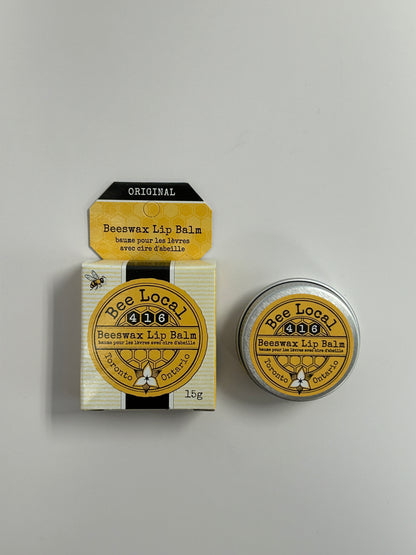 ORIGINAL
Beeswax Lip Balm
baume pour les lèvres
avec cire d'abeille
Bee Local
416
Beeswax Lip Balm
baume pour les lèvres avec cire d'abeille
Toronto Ontario
15g
Bee Local
416
Beeswax Lip Balm
baume pour les lèvres avec cire d'abeille
Toronto Ontario